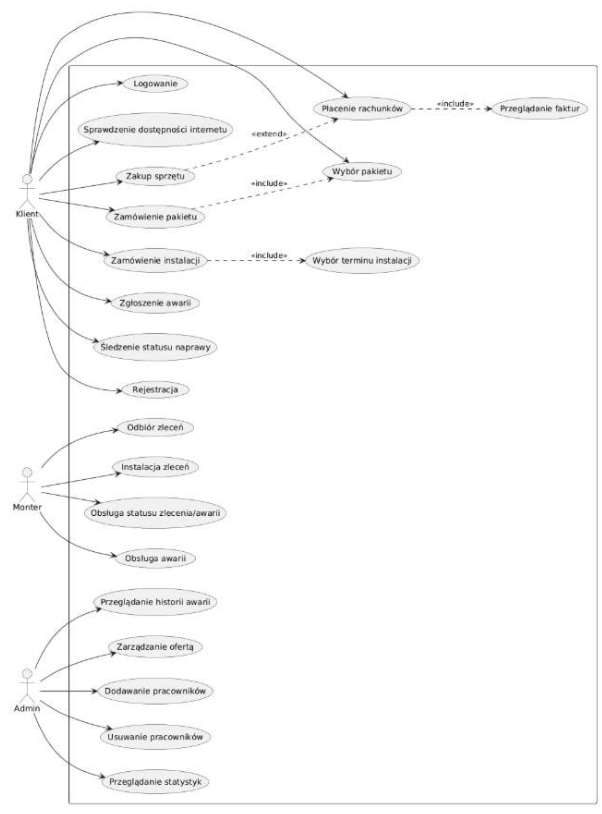 Logowanie
Płacenie rachunków
«include»
Przeglądanie faktur
Sprawdzenie dostępności internetu
«extend»
Zakup sprzętu
Wybór pakietu
«include»
Klient
Zamówienie pakietu
Zamówienie instalacji
«include»
Wybór terminu instalacji
Zgłoszenie awarii
Śledzenie statusu naprawy
Rejestracja
Odbiór zleceń
Instalacja zleceń
Monter
Obsługa statusu zlecenia/awarii
Obsługa awarii
Przeglądanie historii awarii
Zarządzanie ofertą
Admin
Dodawanie pracowników
Usuwanie pracowników
Przeglądanie statystyk